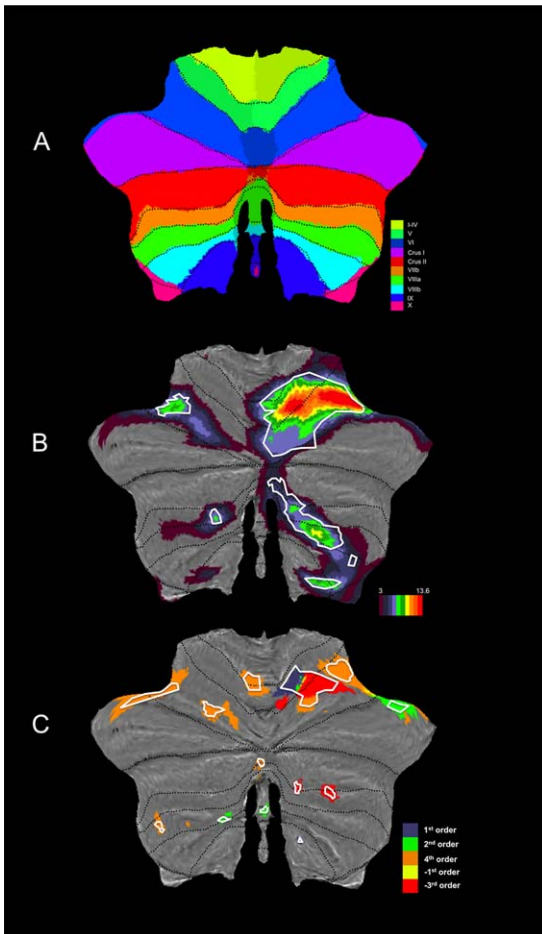 A
I-IV
V
VI
Crus I
Crus II
VIIb
VIIIa
VIIIb
IX
X
B
3 13.6
C
1st order
2nd order
4th order
-1st order
-3rd order